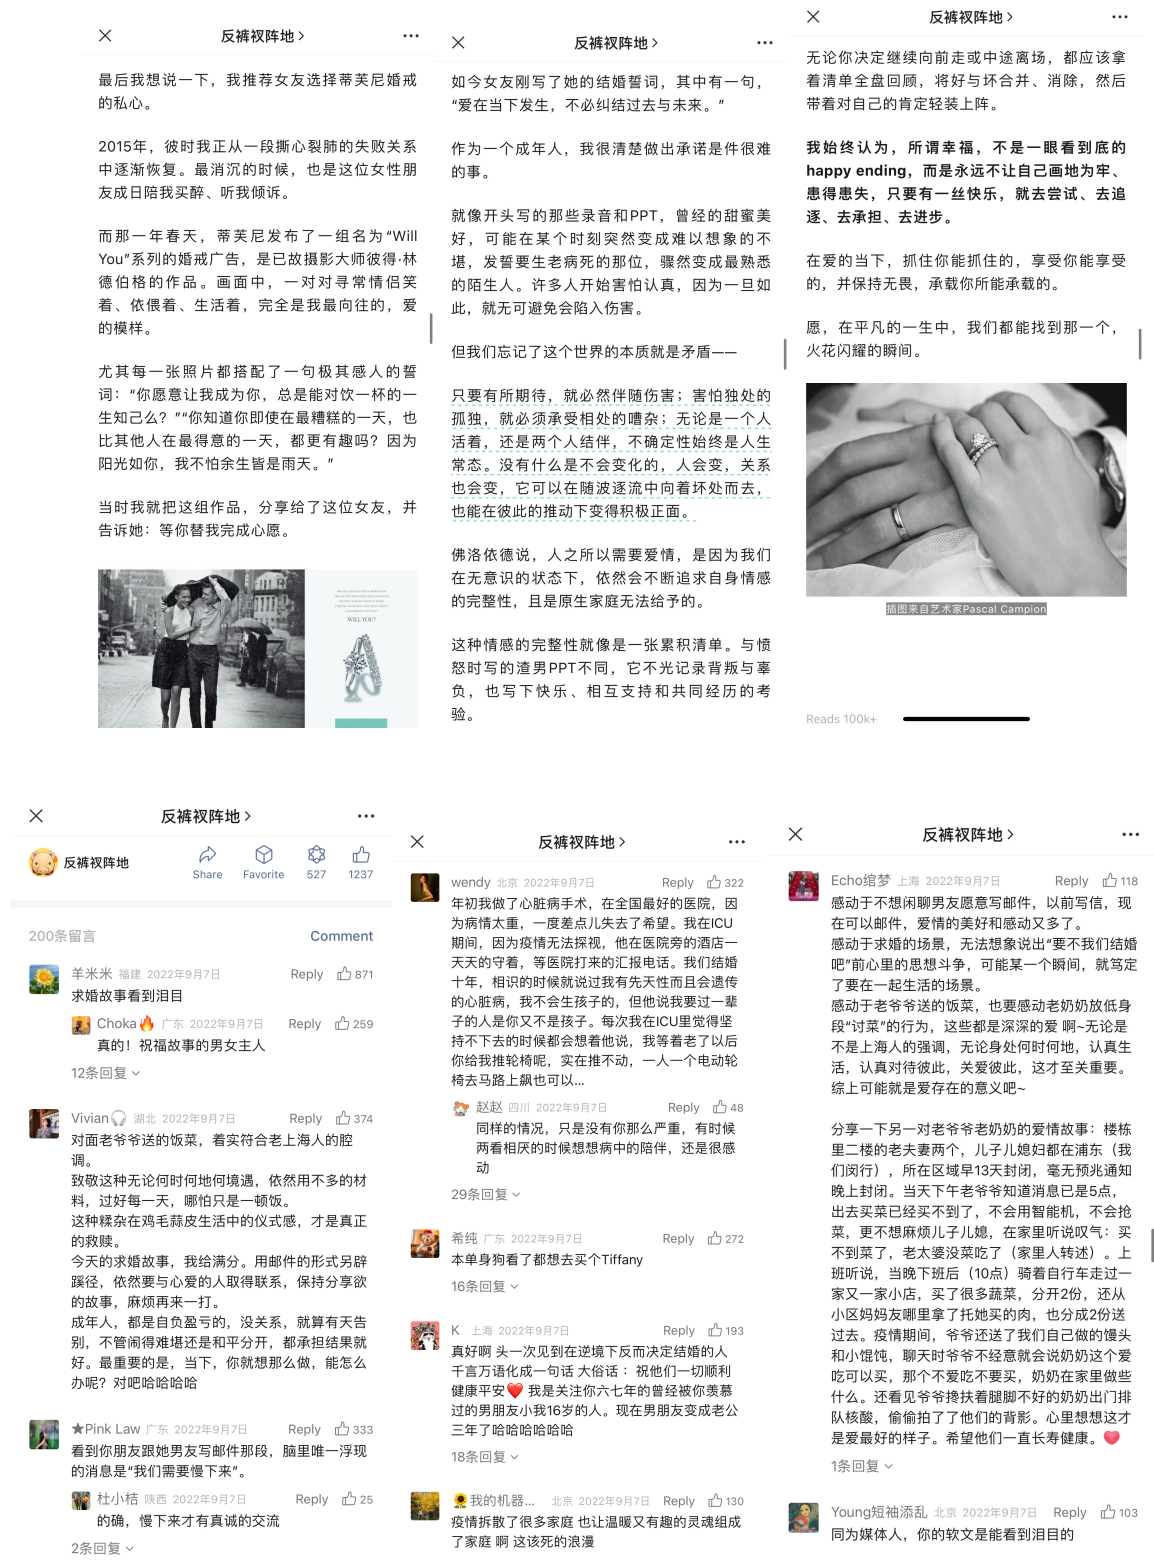 反裤衩阵地
最后我想说一下，我推荐女友选择蒂芙尼婚戒
的私心。
2015年，彼时我正从一段撕心裂肺的失败关系
中逐渐恢复。最消沉的时候，也是这位女性朋
友成日陪我买醉、听我倾诉。
而那一年春天，蒂芙尼发布了一组名为“Will
You”系列的婚戒广告，是已故摄影大师彼得·林
德伯格的作品。画面中，一对对寻常情侣笑
着、依偎着、生活着，完全是我最向往的，爱
的模样。
尤其每一张照片都搭配了一句极其感人的誓
词：“你愿意让我成为你，总是能对饮一杯的一
生知己么？”“你知道你即使在最糟糕的一天，也
比其他人在最得意的一天，都更有趣吗？因为
阳光如你，我不怕余生皆是雨天。”
当时我就把这组作品，分享给了这位女友，并
告诉她：等你替我完成心愿。
WILL YOU?
反裤衩阵地
如今女友刚写了她的结婚誓词，其中有一句，
“爱在当下发生，不必纠结过去与未来。”
作为一个成年人，我很清楚做出承诺是件很难
的事。
就像开头写的那些录音和PPT，曾经的甜蜜美
好，可能在某个时刻突然变成难以想象的不
堪，发誓要生老病死的那位，骤然变成最熟悉
的陌生人。许多人开始害怕认真，因为一旦如
此，就无可避免会陷入伤害。
但我们忘记了这个世界的本质就是矛盾——
只要有所期待，就必然伴随伤害；害怕独处的
孤独，就必须承受相处的嘈杂；无论是一个人
活着，还是两个人结伴，不确定性始终是人生
常态。没有什么是不会变化的，人会变，关系
也会变，它可以在随波逐流中向着坏处而去，
也能在彼此的推动下变得积极正面。
佛洛依德说，人之所以需要爱情，是因为我们
在无意识的状态下，依然会不断追求自身情感
的完整性，且是原生家庭无法给予的。
这种情感的完整性就像是一张累积清单。与愤
怒时写的渣男PPT不同，它不光记录背叛与辜
负，也写下快乐、相互支持和共同经历的考
验。
反裤衩阵地
无论你决定继续向前走或中途离场，都应该拿
着清单全盘回顾，将好与坏合并、消除，然后
带着对自己的肯定轻装上阵。
我始终认为，所谓幸福，不是一眼看到底的
happy ending，而是永远不让自己画地为牢、
患得患失，只要有一丝快乐，就去尝试、去追
逐、去承担、去进步。
在爱的当下，抓住你能抓住的，享受你能享受
的，并保持无畏，承载你所能承载的。
愿，在平凡的一生中，我们都能找到那一个，
火花闪耀的瞬间。
插图来自艺术家Pascal Campion
Reads 100k+
反裤衩阵地
反裤衩阵地
Share Favorite 527 1237
200条留言 Comment
羊米米 福建 2022年9月7日 Reply 871
求婚故事看到泪目
Choka🔥 广东 2022年9月7日 Reply 259
真的！祝福故事的男女主人
12条回复
Vivian🎧 湖北 2022年9月7日 Reply 374
对面老爷爷送的饭菜，着实符合老上海人的腔
调。
致敬这种无论何时何地何境遇，依然用不多的材
料，过好每一天，哪怕只是一顿饭。
这种糅杂在鸡毛蒜皮生活中的仪式感，才是真正
的救赎。
今天的求婚故事，我给满分。用邮件的形式另辟
蹊径，依然要与心爱的人取得联系，保持分享欲
的故事，麻烦再来一打。
成年人，都是自负盈亏的，没关系，就算有天告
别，不管闹得难堪还是和平分开，都承担结果就
好。最重要的是，当下，你就想那么做，能怎么
办呢？对吧哈哈哈哈
★Pink Law 广东 2022年9月7日 Reply 333
看到你朋友跟她男友写邮件那段，脑里唯一浮现
的消息是“我们需要慢下来”。
杜小桔 陕西 2022年9月7日 Reply 25
的确，慢下来才有真诚的交流
2条回复
反裤衩阵地
wendy 北京 2022年9月7日 Reply 322
年初我做了心脏病手术，在全国最好的医院，因
为病情太重，一度差点儿失去了希望。我在ICU
期间，因为疫情无法探视，他在医院旁的酒店一
天天的守着，等医院打来的汇报电话。我们结婚
十年，相识的时候就说过我有先天性而且会遗传
的心脏病，我不会生孩子的，但他说我要过一辈
子的人是你又不是孩子。每次我在ICU里觉得坚
持不下去的时候都会想着他说，我等着老了以后
你给我推轮椅呢，实在推不动，一人一个电动轮
椅去马路上飙也可以...
赵赵 四川 2022年9月7日 Reply 48
同样的情况，只是没有你那么严重，有时候
两看相厌的时候想想病中的陪伴，还是很感
动
29条回复
希纯 广东 2022年9月7日 Reply 272
本单身狗看了都想去买个Tiffany
16条回复
K 上海 2022年9月7日 Reply 193
真好啊 头一次见到在逆境下反而决定结婚的人
千言万语化成一句话 大俗话 ：祝他们一切顺利
健康平安❤️ 我是关注你六七年的曾经被你羡慕
过的男朋友小我16岁的人。现在男朋友变成老公
三年了哈哈哈哈哈哈
18条回复
🌻我的机器... 北京 2022年9月7日 Reply 130
疫情拆散了很多家庭 也让温暖又有趣的灵魂组成
了家庭 啊 这该死的浪漫
反裤衩阵地
Echo绾梦 上海 2022年9月7日 Reply 118
感动于不想闲聊男友愿意写邮件，以前写信，现
在可以邮件，爱情的美好和感动又多了。
感动于求婚的场景，无法想象说出“要不我们结婚
吧”前心里的思想斗争，可能某一个瞬间，就笃定
了要在一起生活的场景。
感动于老爷爷送的饭菜，也要感动老奶奶放低身
段“讨菜”的行为，这些都是深深的爱 啊~无论是
不是上海人的强调，无论身处何时何地，认真生
活，认真对待彼此，关爱彼此，这才至关重要。
综上可能就是爱存在的意义吧~
分享一下另一对老爷爷老奶奶的爱情故事：楼栋
里二楼的老夫妻两个，儿子儿媳妇都在浦东（我
们闵行），所在区域早13天封闭，毫无预兆通知
晚上封闭。当天下午老爷爷知道消息已是5点，
出去买菜已经买不到了，不会用智能机，不会抢
菜，更不想麻烦儿子儿媳，在家里听说叹气：买
不到菜了，老太婆没菜吃了（家里人转述）。上
班听说，当晚下班后（10点）骑着自行车走过一
家又一家小店，买了很多蔬菜，分开2份，还从
小区妈妈友哪里拿了托她买的肉，也分成2份送
过去。疫情期间，爷爷还送了我们自己做的馒头
和小馄饨，聊天时爷爷不经意就会说奶奶这个爱
吃可以买，那个不爱吃不要买，奶奶在家里做些
什么。还看见爷爷搀扶着腿脚不好的奶奶出门排
队核酸，偷偷拍了了他们的背影。心里想想这才
是爱最好的样子。希望他们一直长寿健康。❤️
1条回复
Young短袖添乱 北京 2022年9月7日 Reply 103
同为媒体人，你的软文是能看到泪目的